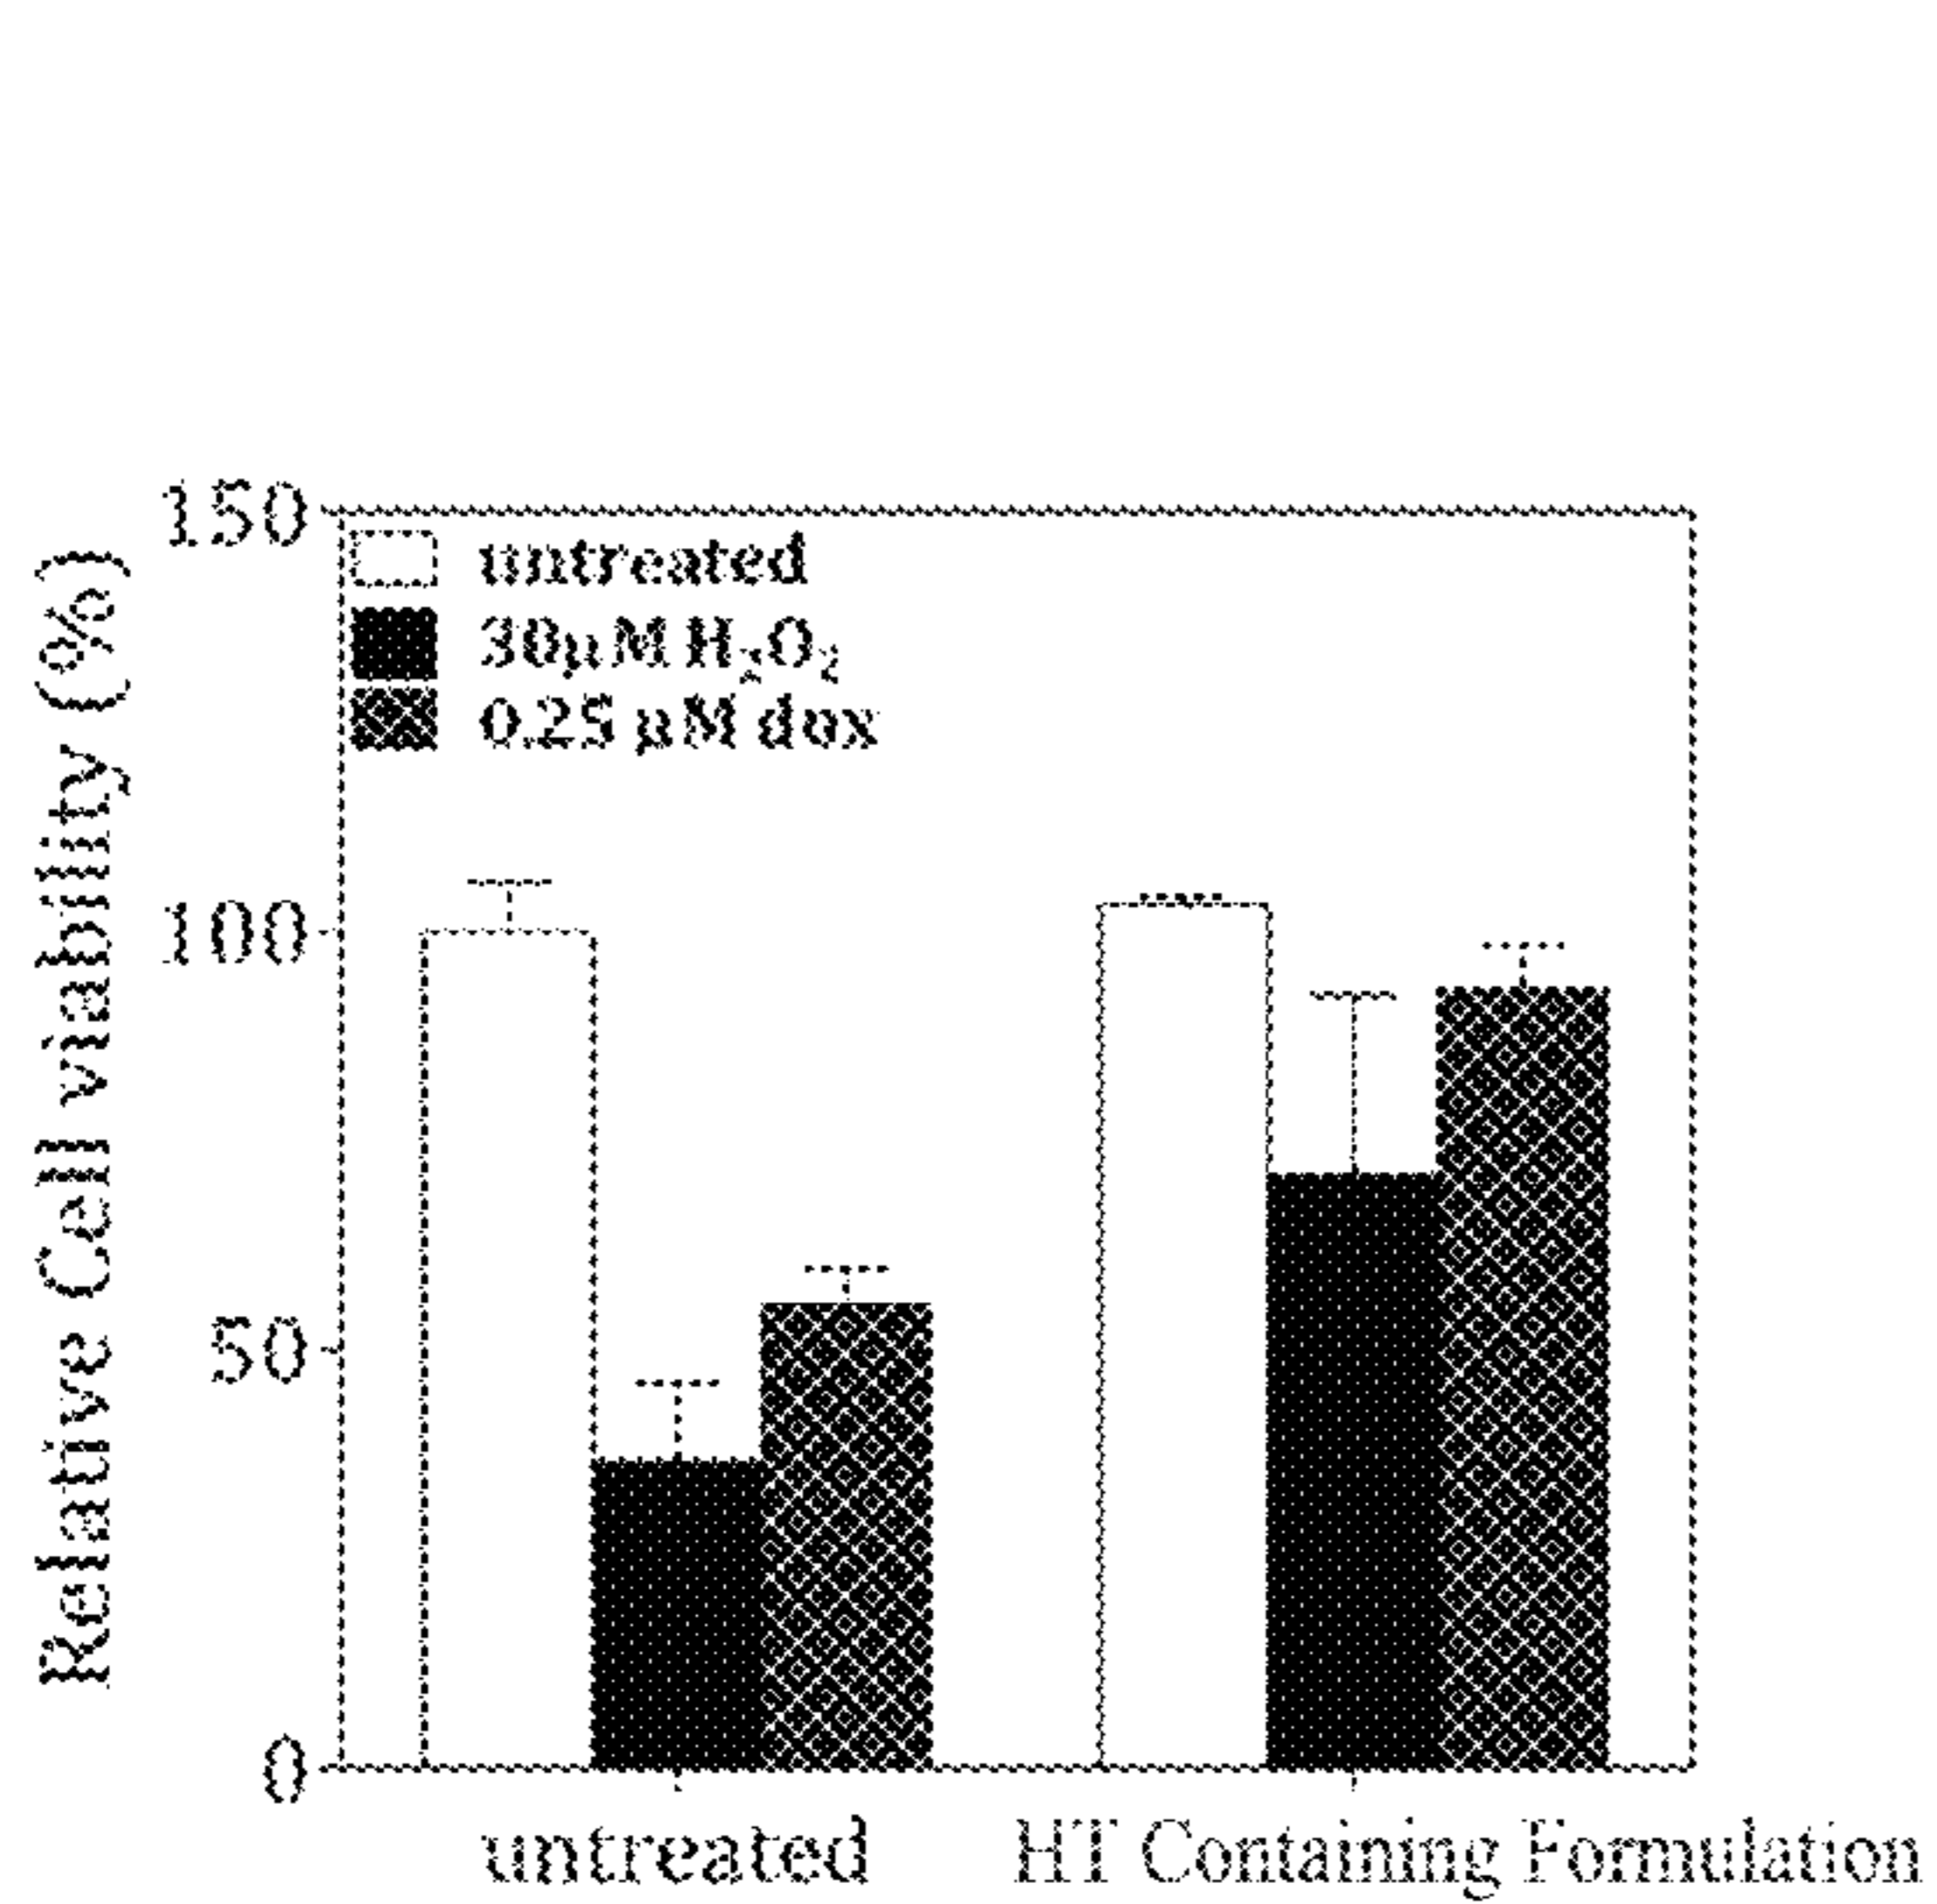 Relative Cell viability (%)
150
100
50
0
untreated
30µM H₂O₂
0.25 µM dox
untreated
HT Containing Formulation